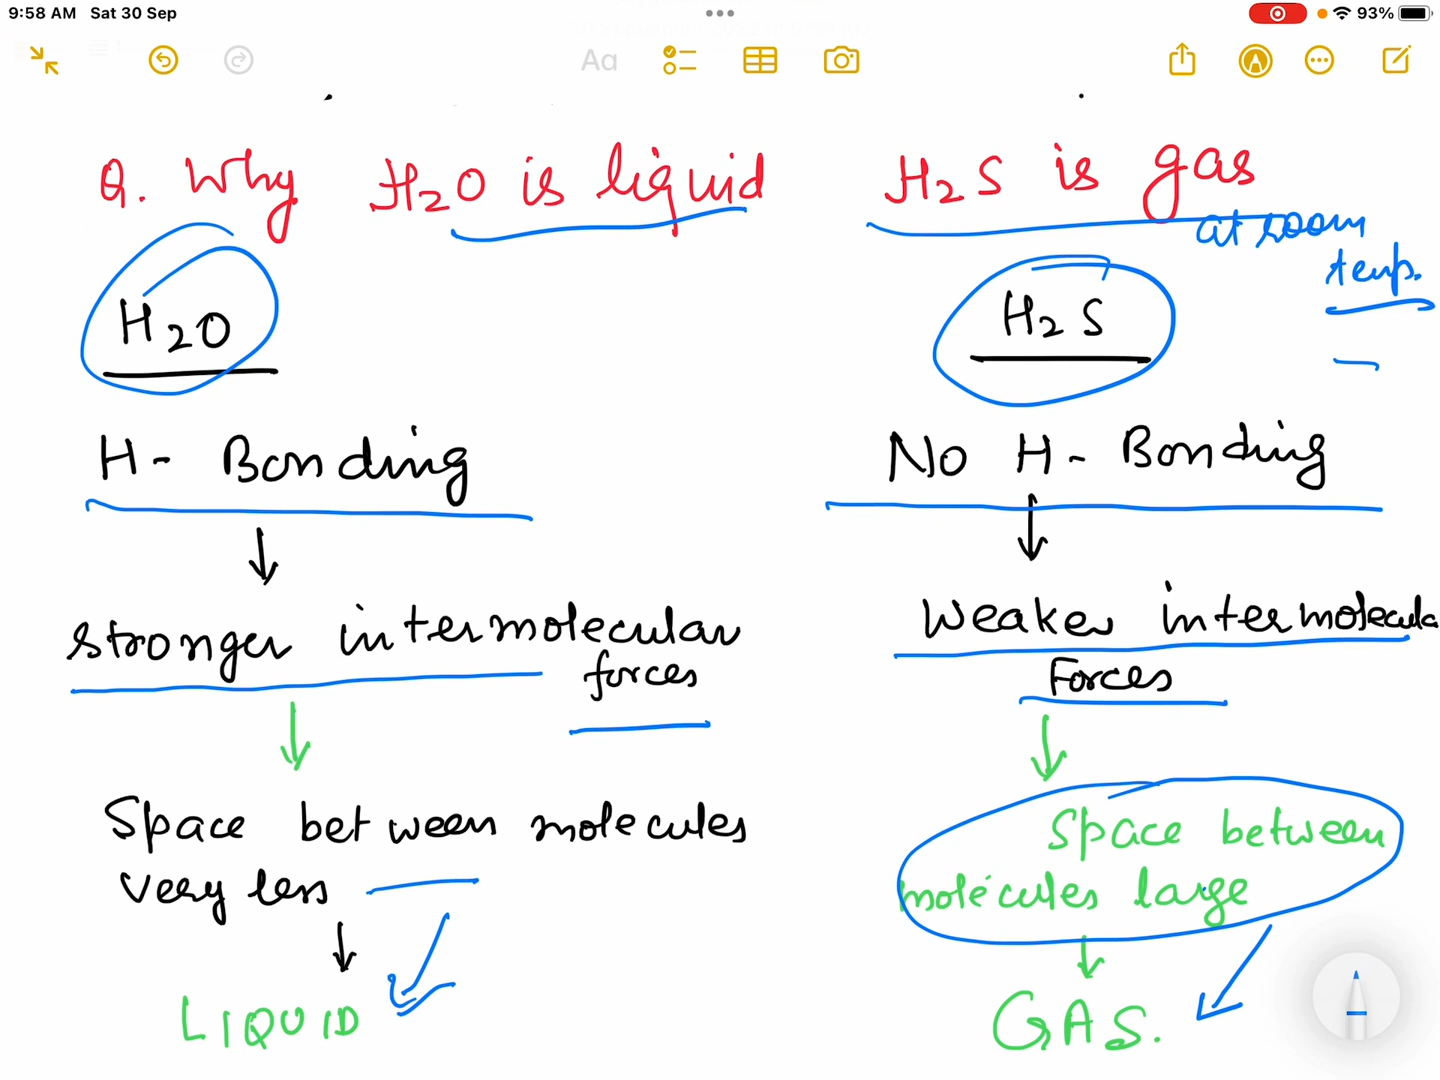 9:58 AM Sat 30 Sep
93%
Aa
Q. Why H2O is liquid H2S is gas
at room
temp.
H2O
H2S
H- Bonding
No H- Bonding
stronger intermolecular
forces
Weaker intermolecula
Forces
Space between molecules
very less
Space between
molecules large
LIQUID
GAS.